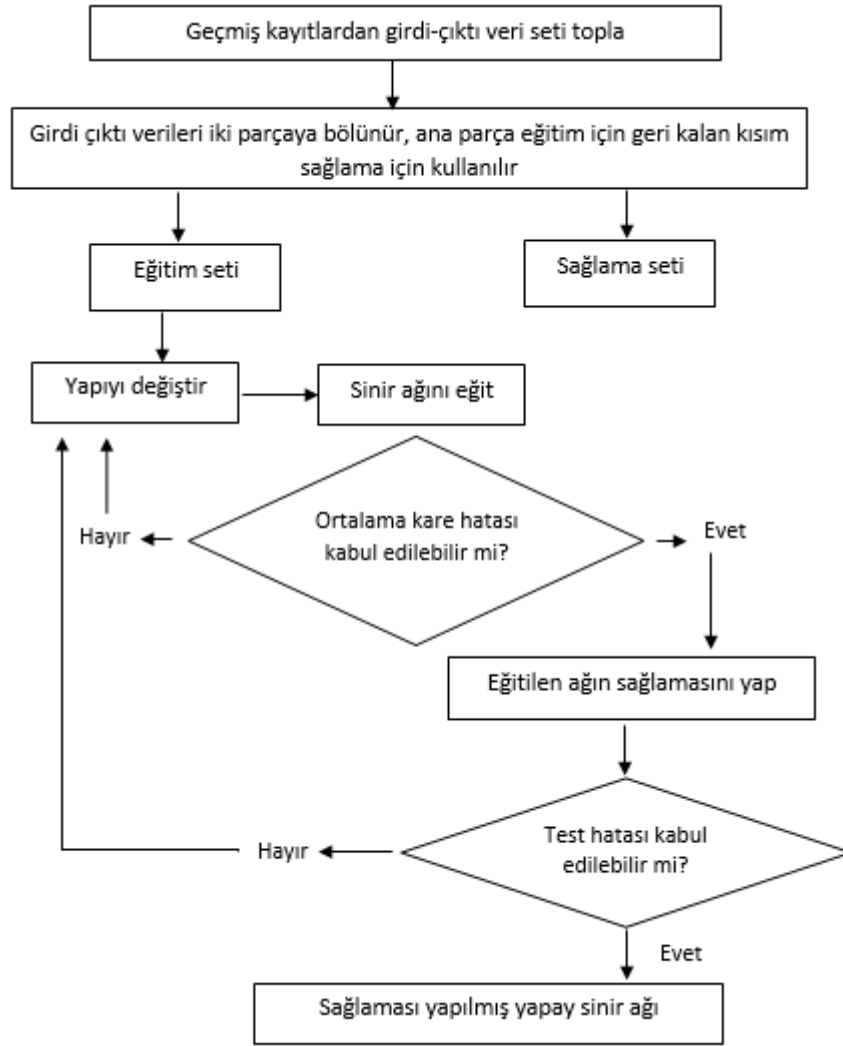 Geçmiş kayıtlardan girdi-çıktı veri seti topla
Girdi çıktı verileri iki parçaya bölünür, ana parça eğitim için geri kalan kısım
sağlama için kullanılır
Eğitim seti
Sağlama seti
Yapıyı değiştir
Sinir ağını eğit
Ortalama kare hatası
kabul edilebilir mi?
Hayır
Evet
Eğitilen ağın sağlamasını yap
Test hatası kabul
edilebilir mi?
Hayır
Evet
Sağlaması yapılmış yapay sinir ağı